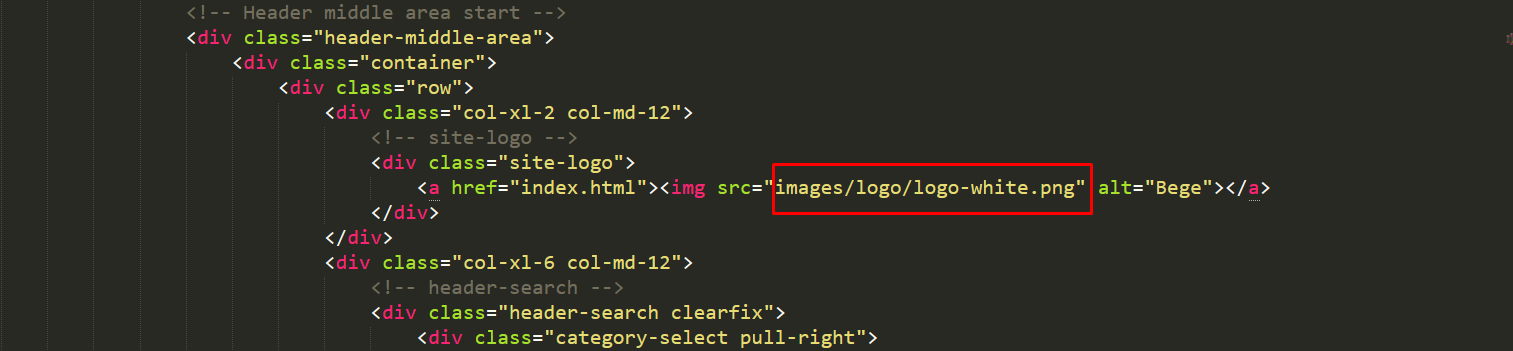 <!-- Header middle area start -->
<div class="header-middle-area">
<div class="container">
<div class="row">
<div class="col-xl-2 col-md-12">
<!-- site-logo -->
<div class="site-logo">
<a href="index.html"><img src="images/logo/logo-white.png" alt="Bege"></a>
</div>
</div>
<div class="col-xl-6 col-md-12">
<!-- header-search -->
<div class="header-search clearfix">
<div class="category-select pull-right">